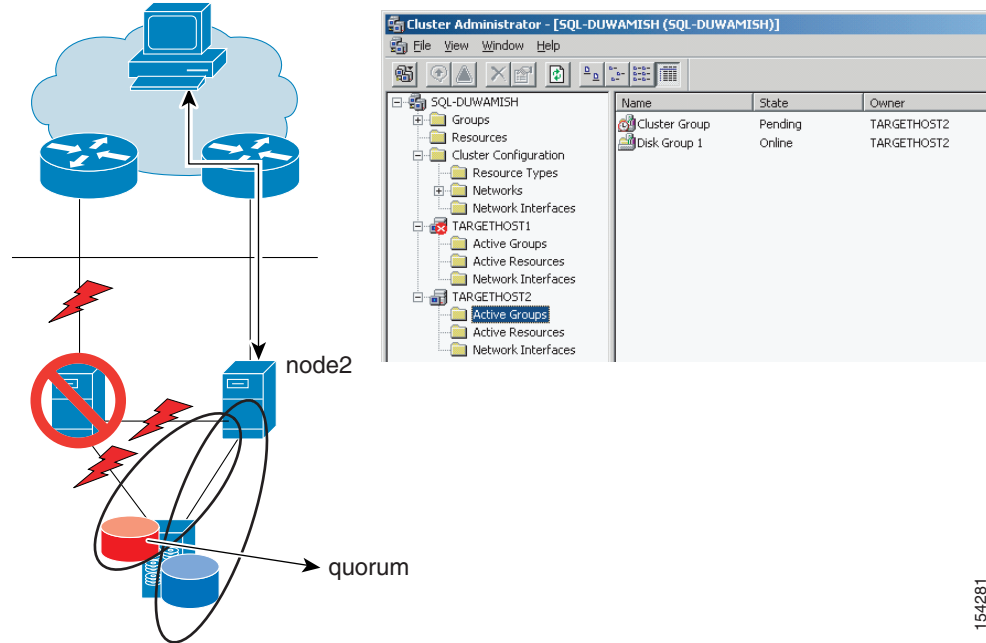 Cluster Administrator - [SQL-DUWAMISH (SQL-DUWAMISH)]
File View Window Help
SQL-DUWAMISH
Groups
Resources
Cluster Configuration
Resource Types
Networks
Network Interfaces
TARGETHOST1
Active Groups
Active Resources
Network Interfaces
TARGETHOST2
Active Groups
Active Resources
Network Interfaces
Name State Owner
Cluster Group Pending TARGETHOST2
Disk Group 1 Online TARGETHOST2
node2
quorum
154281